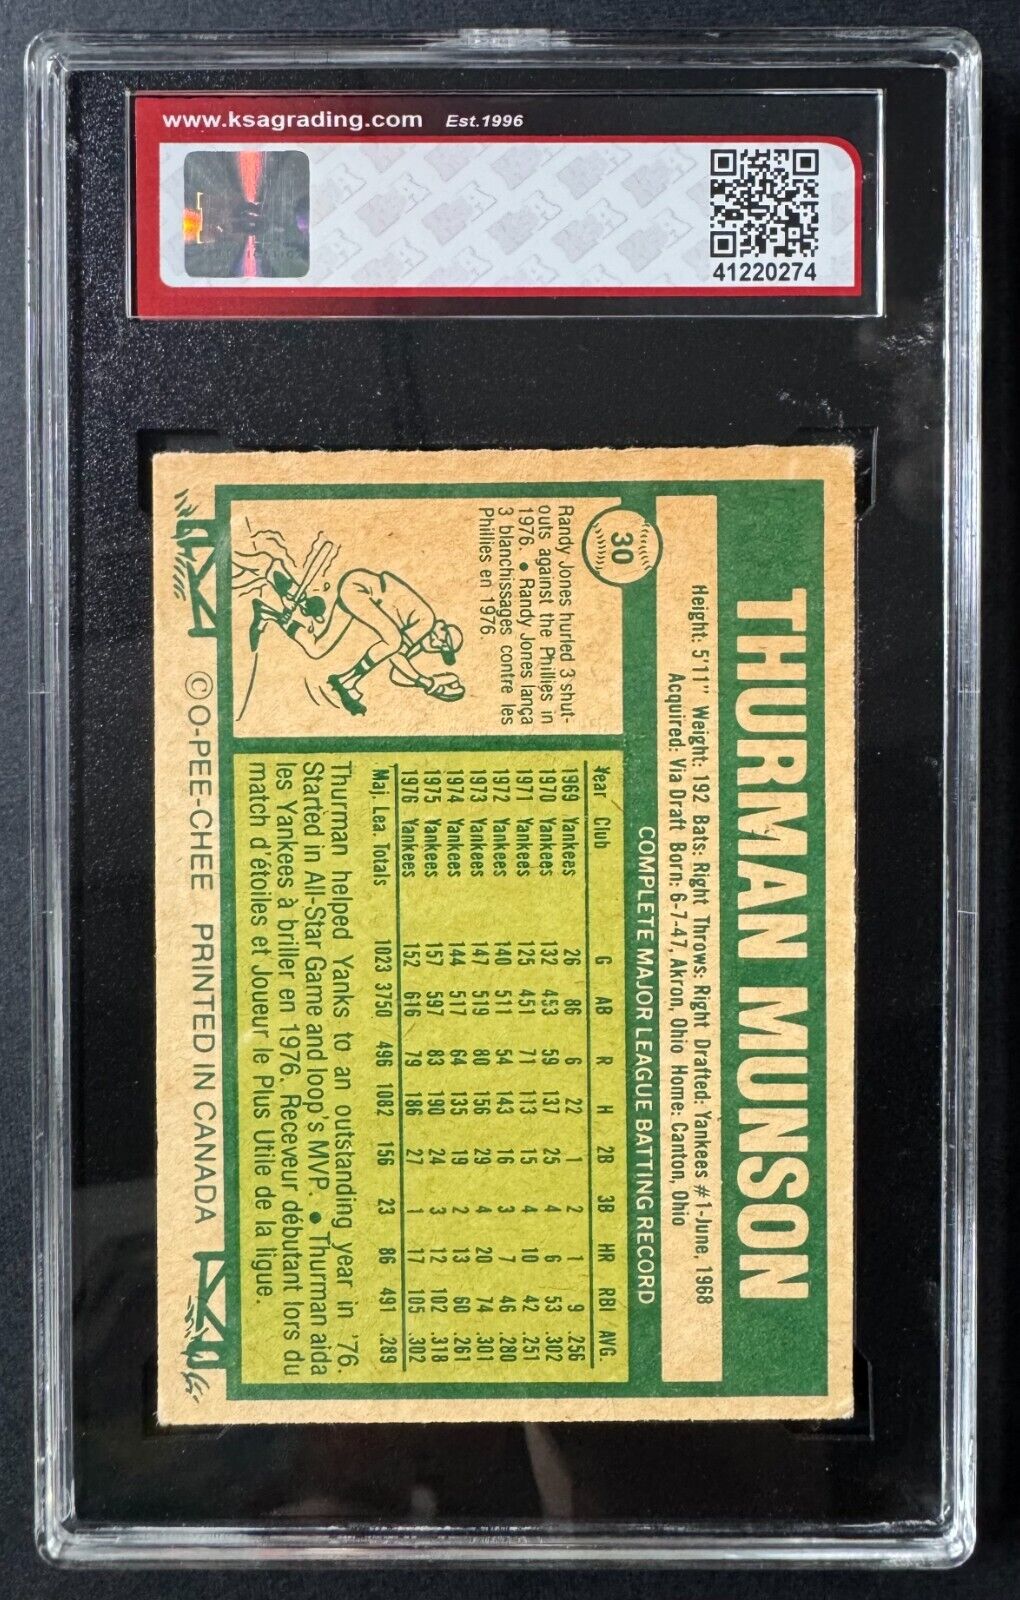 www.ksagrading.com Est.1996
41220274
30
THURMAN MUNSON
Height: 5'11" Weight: 192 Bats: Right Throws: Right Drafted: Yankees #1-June, 1968
Acquired: Via Draft Born: 6-7-47, Akron, Ohio Home: Canton, Ohio
COMPLETE MAJOR LEAGUE BATTING RECORD
Randy Jones hurled 3 shut-
outs against the Phillies in
1976. • Randy Jones lança
3 blanchissages contre les
Phillies en 1976.
Year Club G AB R H 2B 3B HR RBI AVG.
1969 Yankees 26 86 6 22 1 2 1 9 .256
1970 Yankees 132 453 59 137 25 4 6 53 .302
1971 Yankees 125 451 71 113 15 4 10 42 .251
1972 Yankees 140 511 54 143 16 3 7 46 .280
1973 Yankees 147 519 80 156 29 4 20 74 .301
1974 Yankees 144 517 64 135 19 2 13 60 .261
1975 Yankees 157 597 83 190 24 3 12 102 .318
1976 Yankees 152 616 79 186 27 1 17 105 .302
Maj. Lea. Totals 1023 3750 496 1082 156 23 86 491 .289
Thurman helped Yanks to an outstanding year in '76.
Started in All-Star Game and loop's MVP. • Thurman aida
les Yankees à briller en 1976. Receveur débutant lors du
match d'étoiles et Joueur le Plus Utile de la ligue.
©O-PEE-CHEE PRINTED IN CANADA